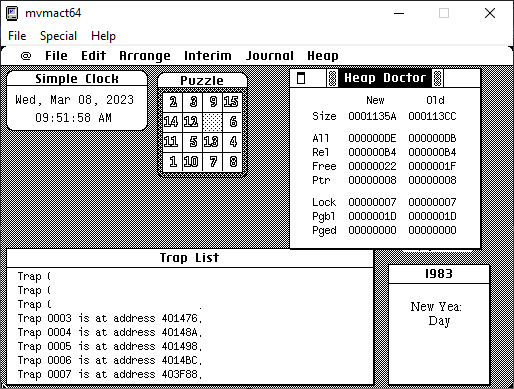 mvmact64
File Special Help
@ File Edit Arrange Interim Journal Heap
Simple Clock
Wed, Mar 08, 2023
09:51:58 AM
Puzzle
2 3 9 15
14 12 6
11 5 13 4
1 10 7 8
Heap Doctor
New Old
Size 0001135A 000113CC
All 000000DE 000000DB
Rel 000000B4 000000B4
Free 00000022 0000001F
Ptr 00000008 00000008
Lock 00000007 00000007
Pgbl 0000001D 0000001D
Pged 00000000 00000000
Trap List
Trap (
Trap (
Trap (
Trap 0003 is at address 401476.
Trap 0004 is at address 40148A.
Trap 0005 is at address 401498.
Trap 0006 is at address 4014BC.
Trap 0007 is at address 403F88.
1983
New Yea:
Day